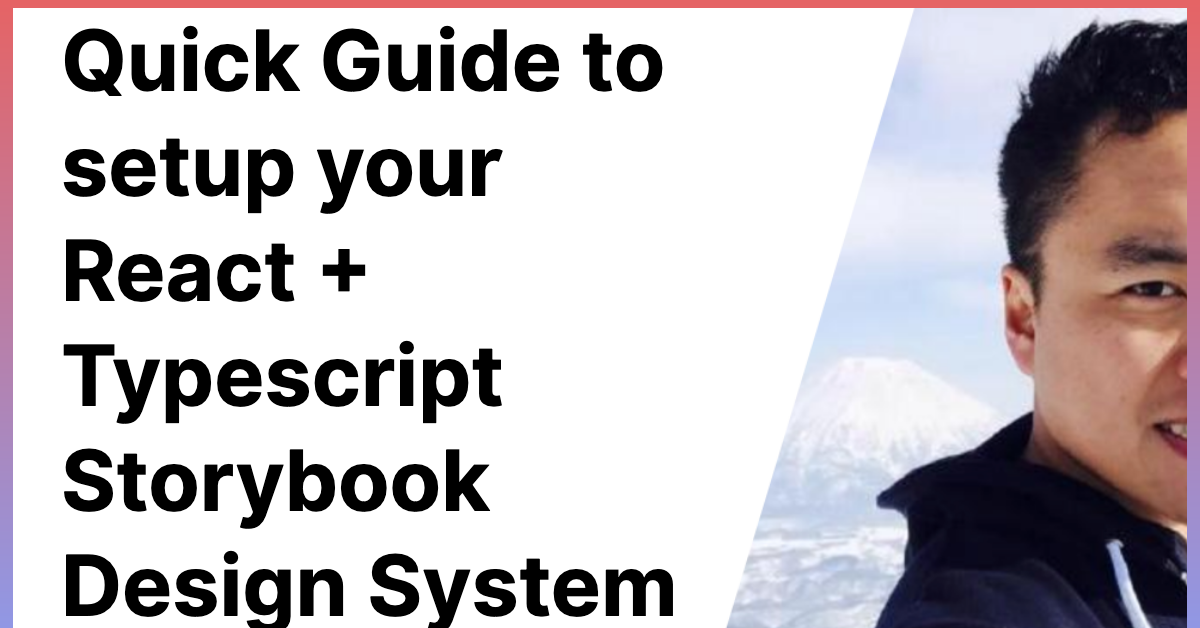 Quick Guide to
setup your
React +
Typescript
Storybook
Design System